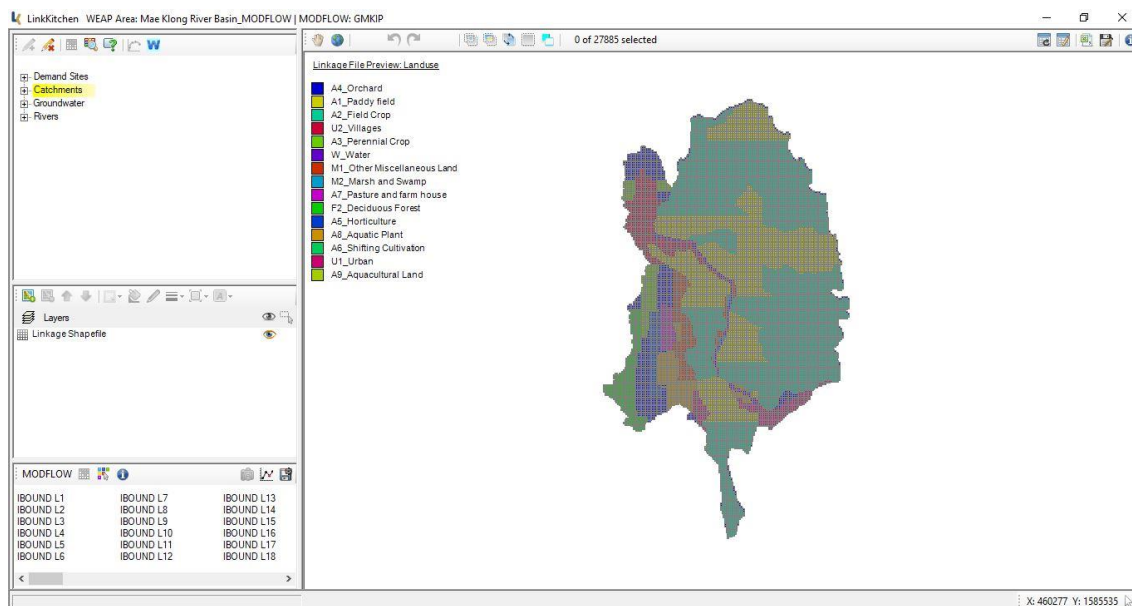 LinkKitchen WEAP Area: Mae Klong River Basin_MODFLOW | MODFLOW: GMKIP
W
0 of 27885 selected
Demand Sites
Catchments
Groundwater
Rivers
Layers
Linkage Shapefile
MODFLOW
IBOUND L1 IBOUND L7 IBOUND L13
IBOUND L2 IBOUND L8 IBOUND L14
IBOUND L3 IBOUND L9 IBOUND L15
IBOUND L4 IBOUND L10 IBOUND L16
IBOUND L5 IBOUND L11 IBOUND L17
IBOUND L6 IBOUND L12 IBOUND L18
Linkage File Preview: Landuse
A4_Orchard
A1_Paddy field
A2_Field Crop
U2_Villages
A3_Perennial Crop
W_Water
M1_Other Miscellaneous Land
M2_Marsh and Swamp
A7_Pasture and farm house
F2_Deciduous Forest
A5_Horticulture
A8_Aquatic Plant
A6_Shifting Cultivation
U1_Urban
A9_Aquacultural Land
X: 460277 Y: 1585535